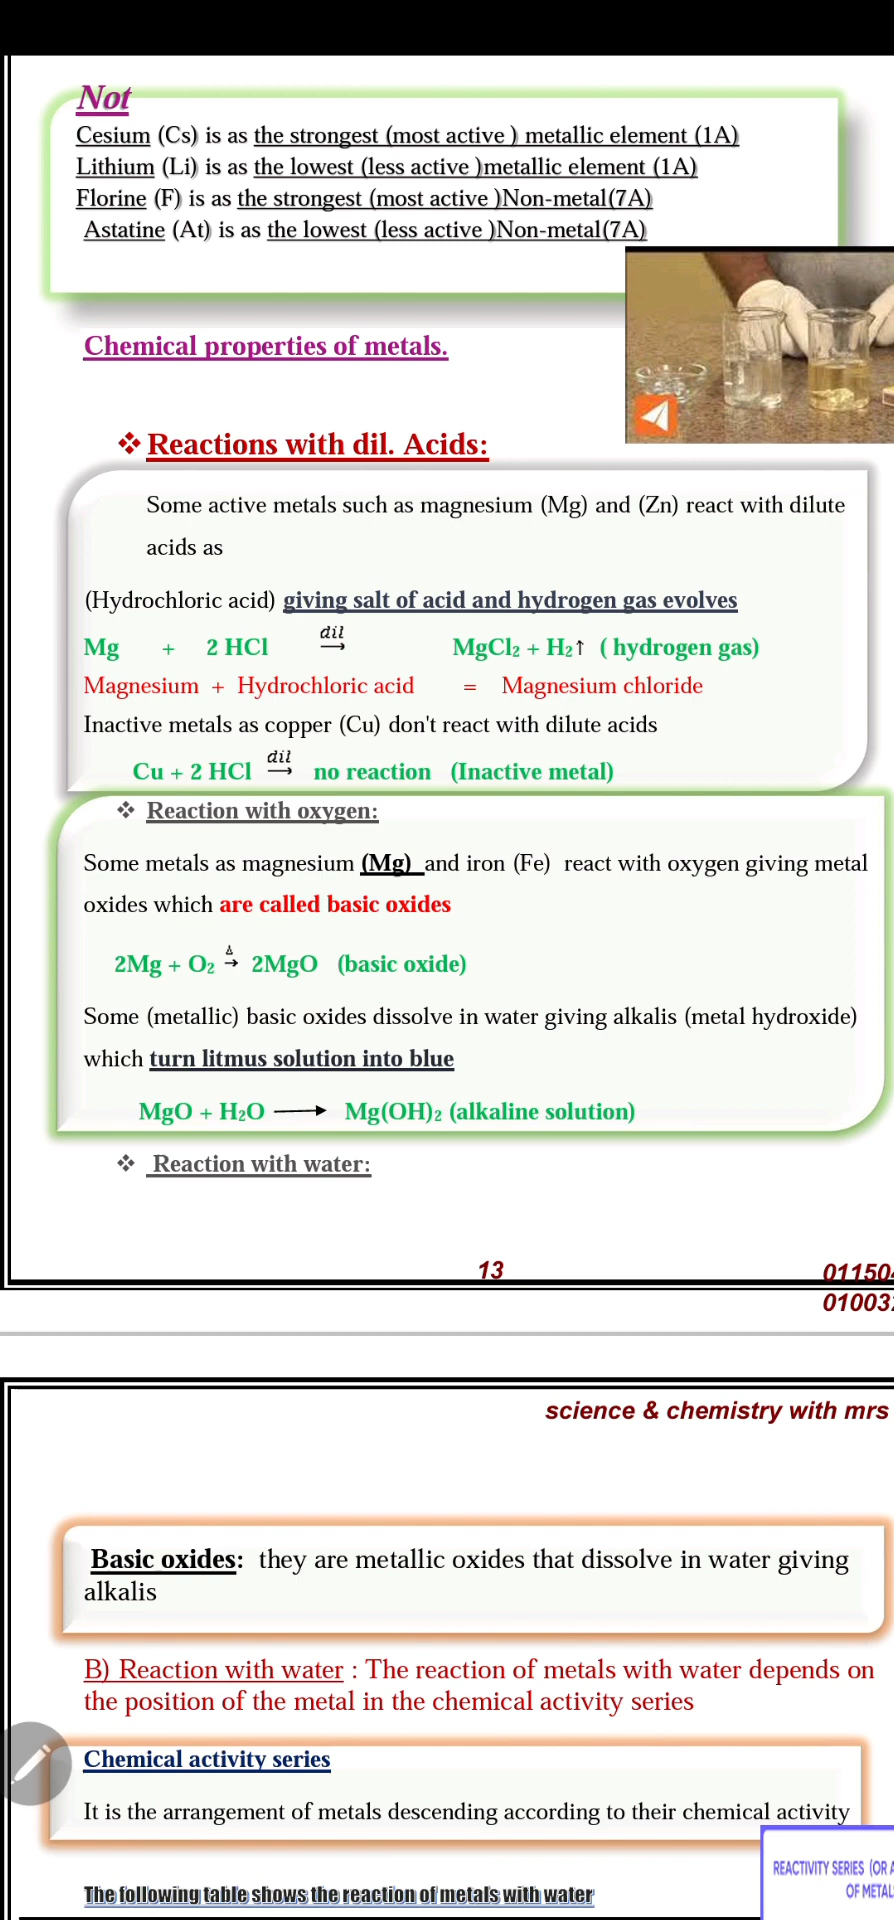 Not
Cesium (Cs) is as the strongest (most active ) metallic element (1A)
Lithium (Li) is as the lowest (less active )metallic element (1A)
Florine (F) is as the strongest (most active )Non-metal(7A)
Astatine (At) is as the lowest (less active )Non-metal(7A)
Chemical properties of metals.
❖ Reactions with dil. Acids:
Some active metals such as magnesium (Mg) and (Zn) react with dilute
acids as
(Hydrochloric acid) giving salt of acid and hydrogen gas evolves
Mg + 2 HCl dil → MgCl₂ + H₂↑ ( hydrogen gas)
Magnesium + Hydrochloric acid = Magnesium chloride
Inactive metals as copper (Cu) don't react with dilute acids
Cu + 2 HCl dil → no reaction (Inactive metal)
❖ Reaction with oxygen:
Some metals as magnesium (Mg) and iron (Fe) react with oxygen giving metal
oxides which are called basic oxides
2Mg + O₂ Δ → 2MgO (basic oxide)
Some (metallic) basic oxides dissolve in water giving alkalis (metal hydroxide)
which turn litmus solution into blue
MgO + H₂O ⟶ Mg(OH)₂ (alkaline solution)
❖ Reaction with water:
13
01150
01003
science & chemistry with mrs
Basic oxides: they are metallic oxides that dissolve in water giving
alkalis
B) Reaction with water : The reaction of metals with water depends on
the position of the metal in the chemical activity series
Chemical activity series
It is the arrangement of metals descending according to their chemical activity
REACTIVITY SERIES (OR
OF METAL
The following table shows the reaction of metals with water